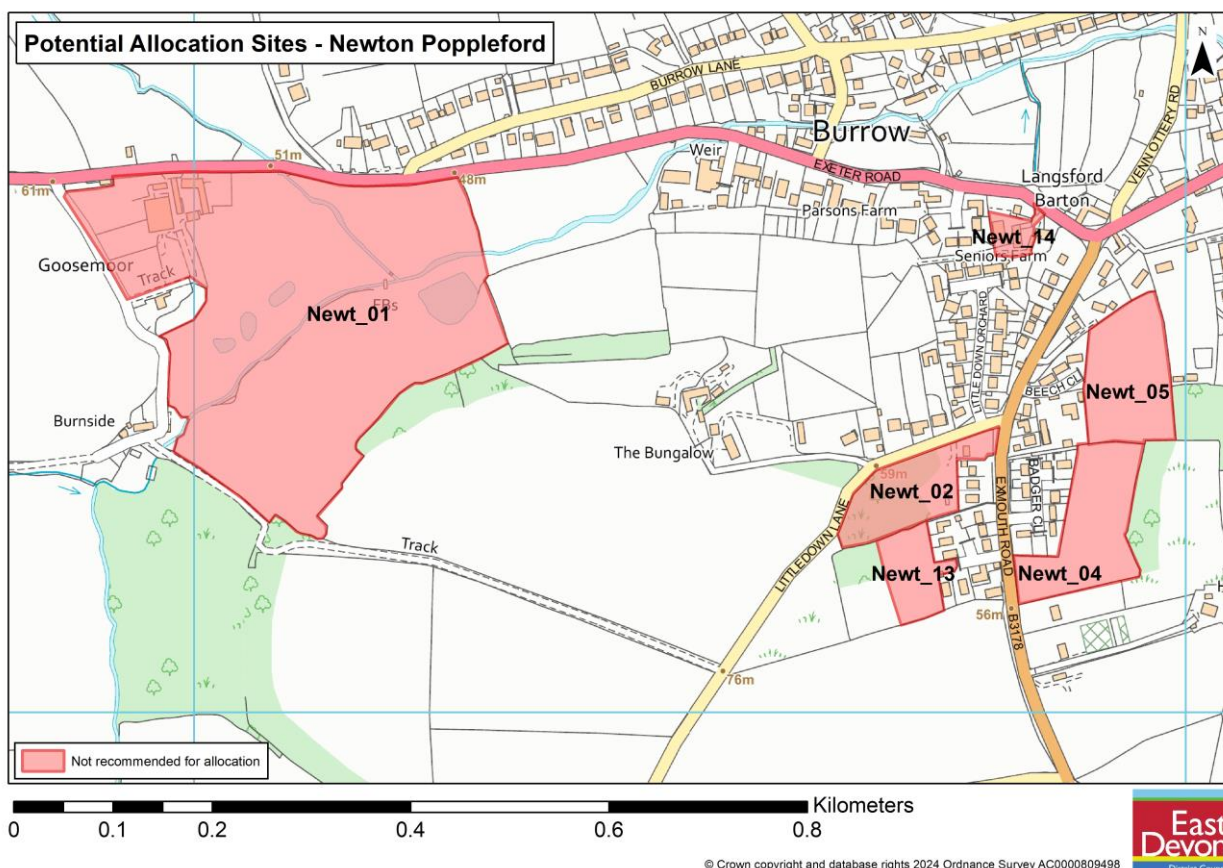 Potential Allocation Sites - Newton Poppleford
N
BURROW LANE
VENN OTTERY RD
Burrow
51m
Weir
EXETER ROAD
61m
48m
Langsford
Barton
Parsons Farm
Newt_14
Seniors Farm
Goosemoor
Track
FBs
Newt_01
LITTLEDOWN ORCHARD
BEECH CL
Newt_05
Burnside
The Bungalow
59m
Newt_02
BADGER CL
EXMOUTH ROAD
LITTLEDOWN LANE
Track
Newt_13
Newt_04
H
56m
B3178
76m
Not recommended for allocation
Kilometers
0 0.1 0.2 0.4 0.6 0.8
East
Devon
District Council
© Crown copyright and database rights 2024 Ordnance Survey AC0000809498